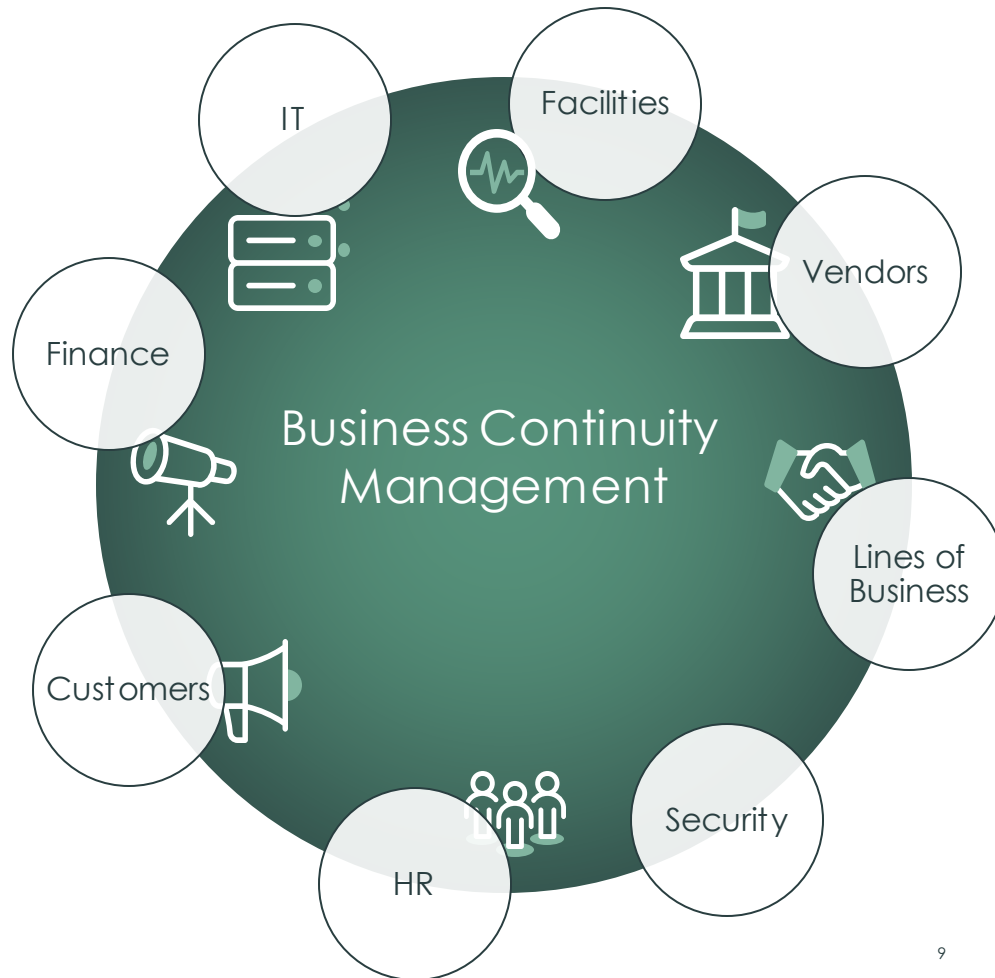 IT
Facilities
Vendors
Finance
Business Continuity
Management
Lines of
Business
Customers
Security
HR
9